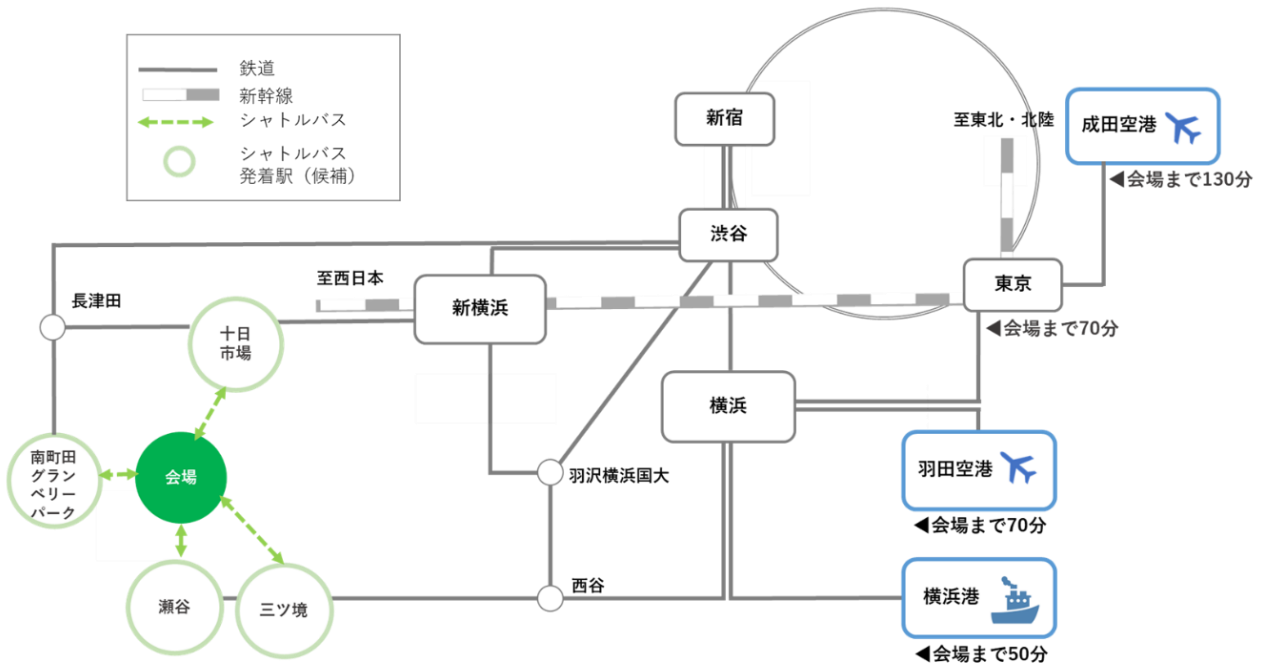 鉄道
新幹線
シャトルバス
シャトルバス
発着駅（候補）
新宿
至東北・北陸
成田空港
◀会場まで130分
渋谷
至西日本
東京
長津田
新横浜
◀会場まで70分
十日
市場
横浜
南町田
グラン
ベリー
パーク
会場
羽沢横浜国大
羽田空港
◀会場まで70分
瀬谷
三ツ境
西谷
横浜港
◀会場まで50分